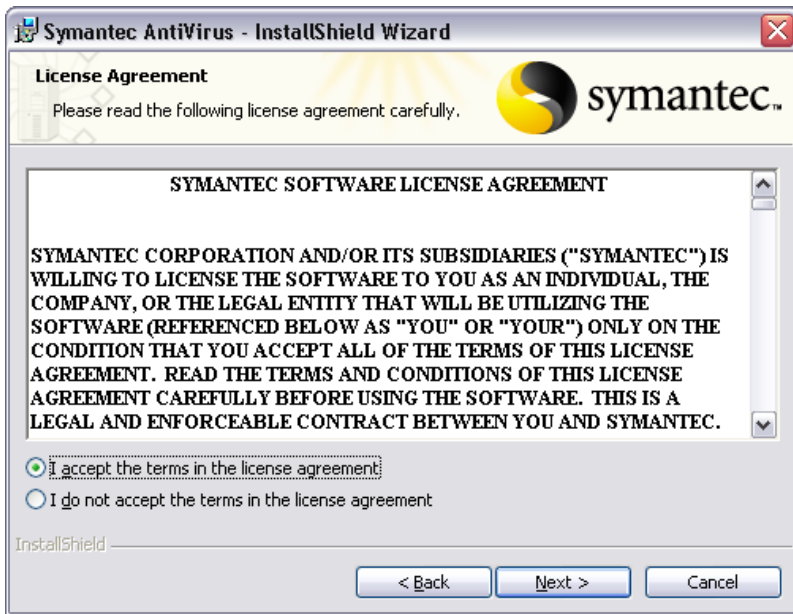 Symantec AntiVirus - InstallShield Wizard
License Agreement
Please read the following license agreement carefully.
symantec™
SYMANTEC SOFTWARE LICENSE AGREEMENT
SYMANTEC CORPORATION AND/OR ITS SUBSIDIARIES ("SYMANTEC") IS
WILLING TO LICENSE THE SOFTWARE TO YOU AS AN INDIVIDUAL, THE
COMPANY, OR THE LEGAL ENTITY THAT WILL BE UTILIZING THE
SOFTWARE (REFERENCED BELOW AS "YOU" OR "YOUR") ONLY ON THE
CONDITION THAT YOU ACCEPT ALL OF THE TERMS OF THIS LICENSE
AGREEMENT.  READ THE TERMS AND CONDITIONS OF THIS LICENSE
AGREEMENT CAREFULLY BEFORE USING THE SOFTWARE.  THIS IS A
LEGAL AND ENFORCEABLE CONTRACT BETWEEN YOU AND SYMANTEC.
I accept the terms in the license agreement
I do not accept the terms in the license agreement
InstallShield
< Back
Next >
Cancel